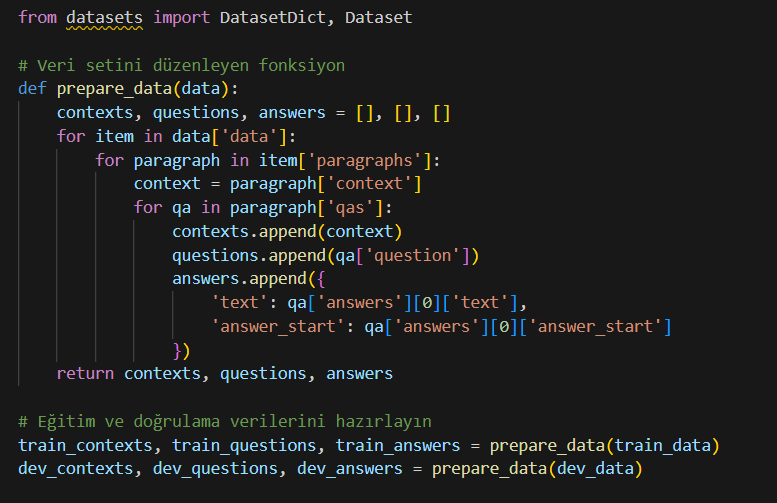 from datasets import DatasetDict, Dataset
# Veri setini düzenleyen fonksiyon
def prepare_data(data):
    contexts, questions, answers = [], [], []
    for item in data['data']:
        for paragraph in item['paragraphs']:
            context = paragraph['context']
            for qa in paragraph['qas']:
                contexts.append(context)
                questions.append(qa['question'])
                answers.append({
                    'text': qa['answers'][0]['text'],
                    'answer_start': qa['answers'][0]['answer_start']
                })
    return contexts, questions, answers
# Eğitim ve doğrulama verilerini hazırlayın
train_contexts, train_questions, train_answers = prepare_data(train_data)
dev_contexts, dev_questions, dev_answers = prepare_data(dev_data)